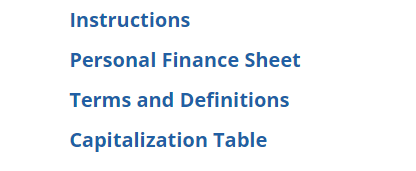 Instructions
Personal Finance Sheet
Terms and Definitions
Capitalization Table